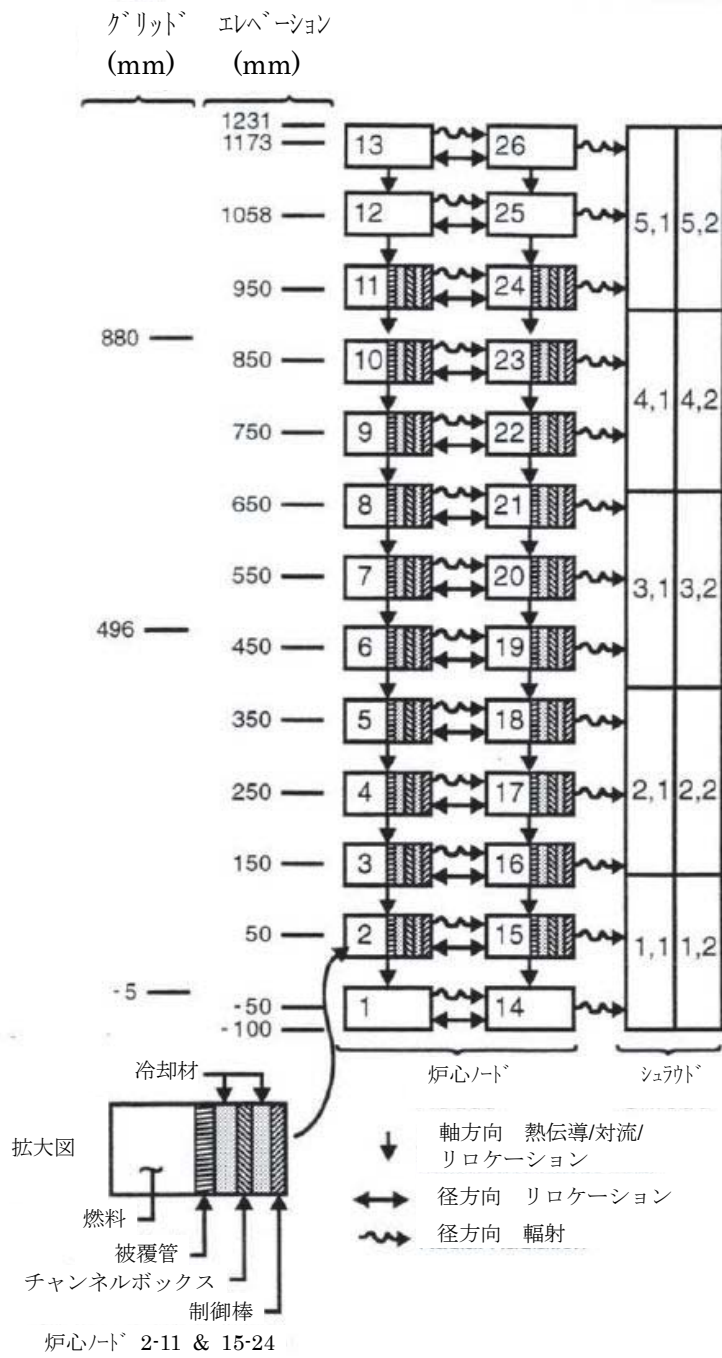 グリッド エレベーション
(mm) (mm)
1231
1173 13 26
1058 12 25 5,1 5,2
950 11 24
880
850 10 23
4,1 4,2
750 9 22
650 8 21
550 7 20 3,1 3,2
496
450 6 19
350 5 18
250 4 17 2,1 2,2
150 3 16
50 2 15 1,1 1,2
-5
-50 1 14
-100
炉心ノード シュラウド
冷却材
拡大図
燃料
被覆管
チャンネルボックス
制御棒
炉心ノード 2-11 & 15-24
軸方向 熱伝導/対流/
リロケーション
径方向 リロケーション
径方向 輻射